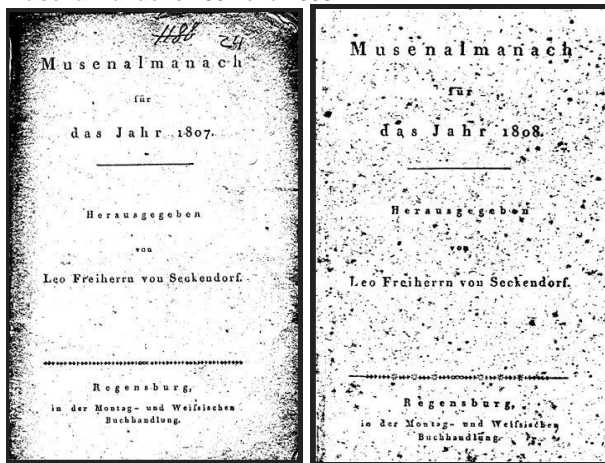 Musenalmanach
für
das Jahr 1807.
Herausgegeben
von
Leo Freiherrn von Seckendorf.
Regensburg,
in der Montag- und Weissischen
Buchhandlung.
Musenalmanach
für
das Jahr 1808.
Herausgegeben
von
Leo Freiherrn von Seckendorf.
Regensburg,
in der Montag- und Weissischen
Buchhandlung.